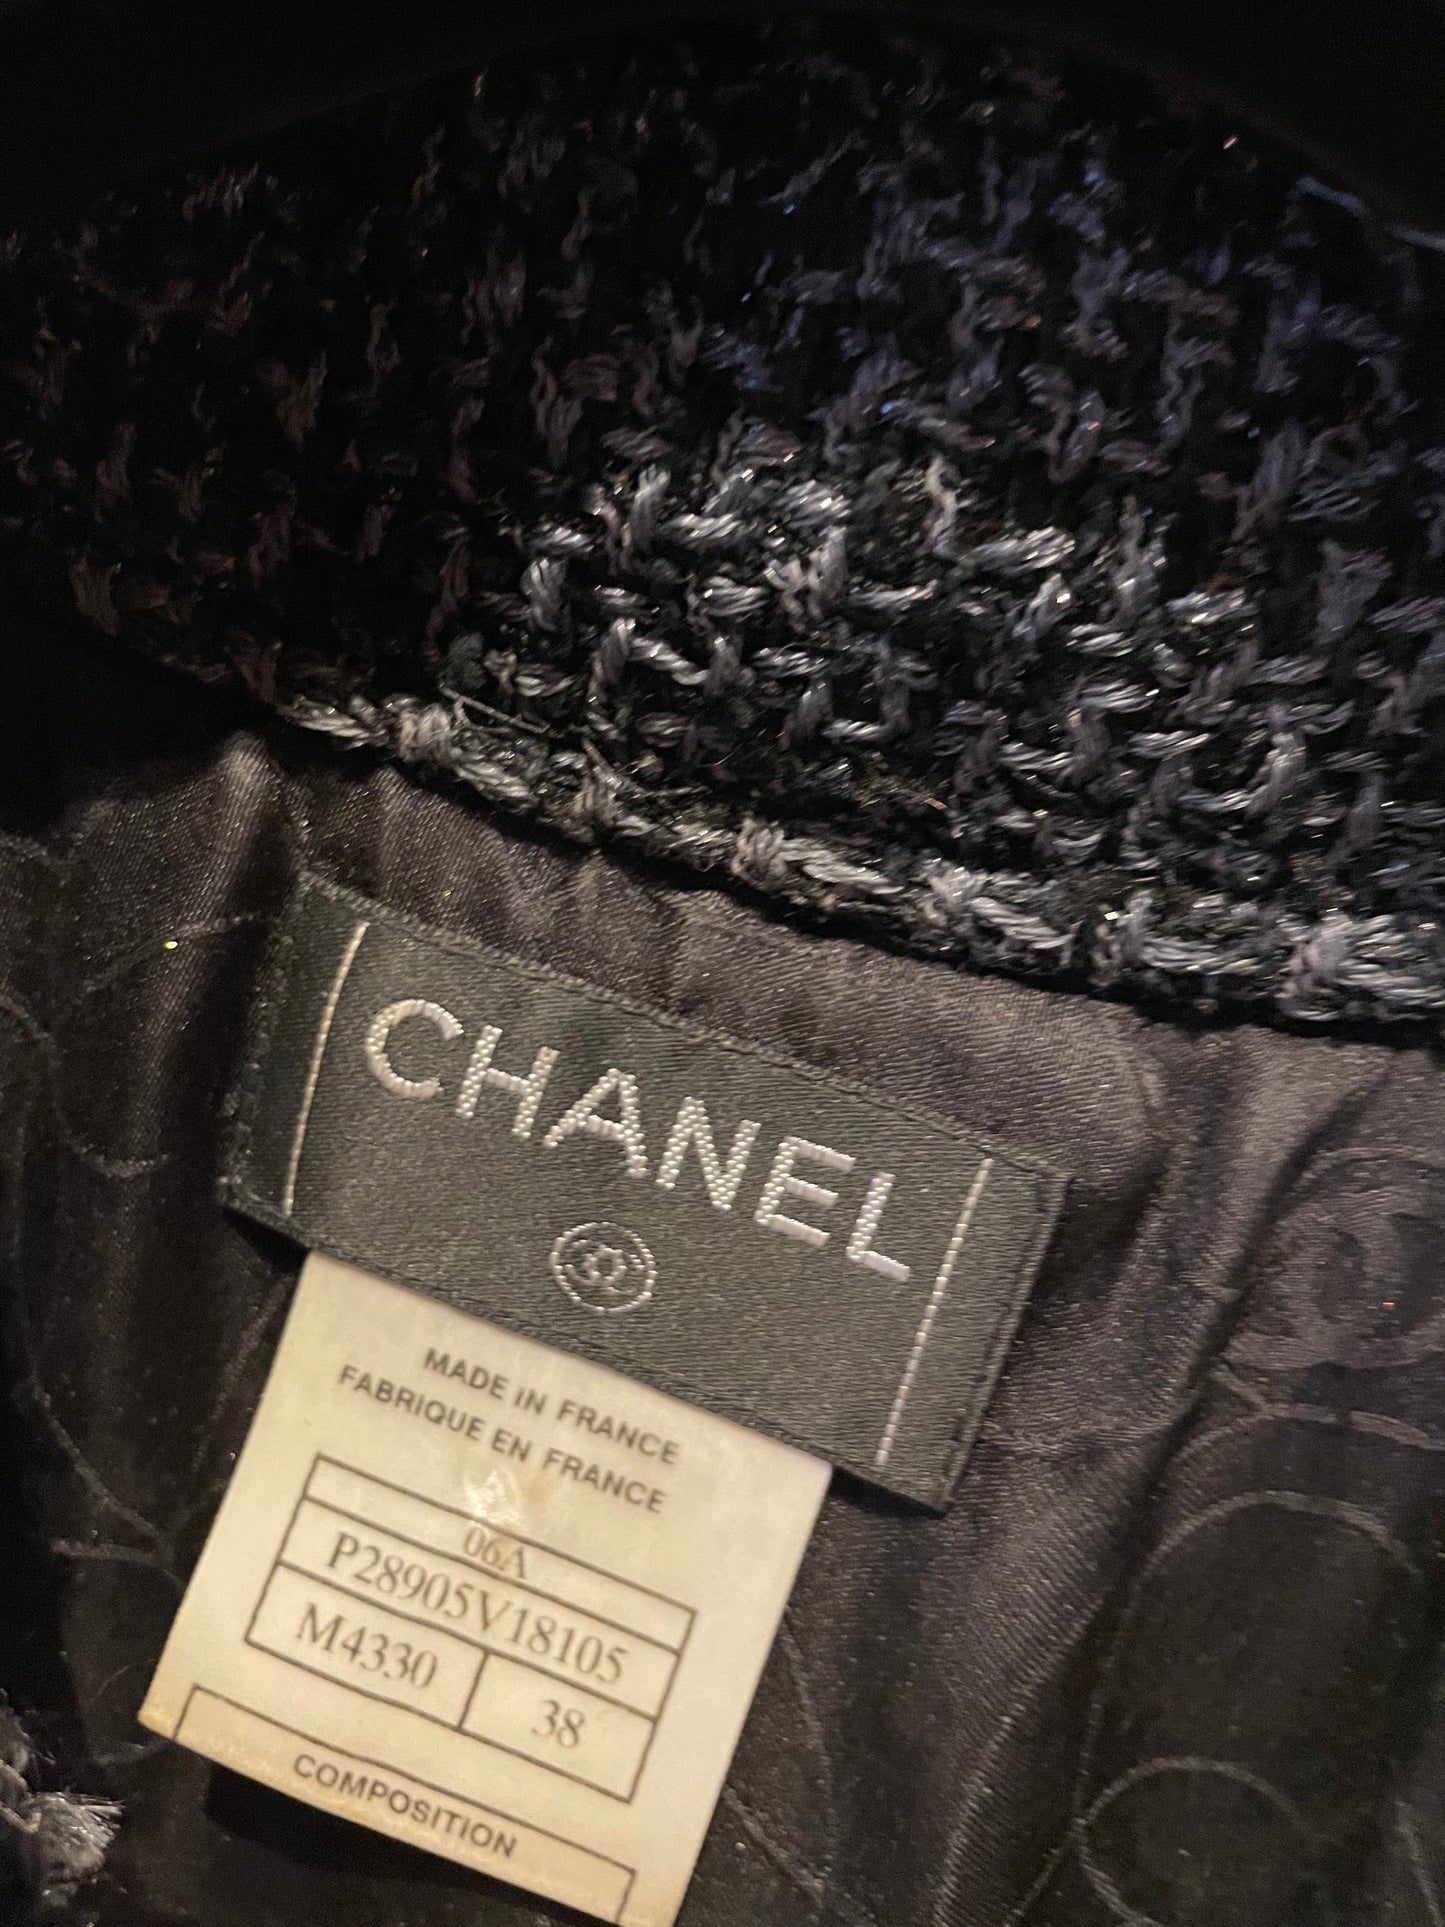 CHANEL
MADE IN FRANCE
FABRIQUE EN FRANCE
06A
P28905V18105
M4330 38
COMPOSITION